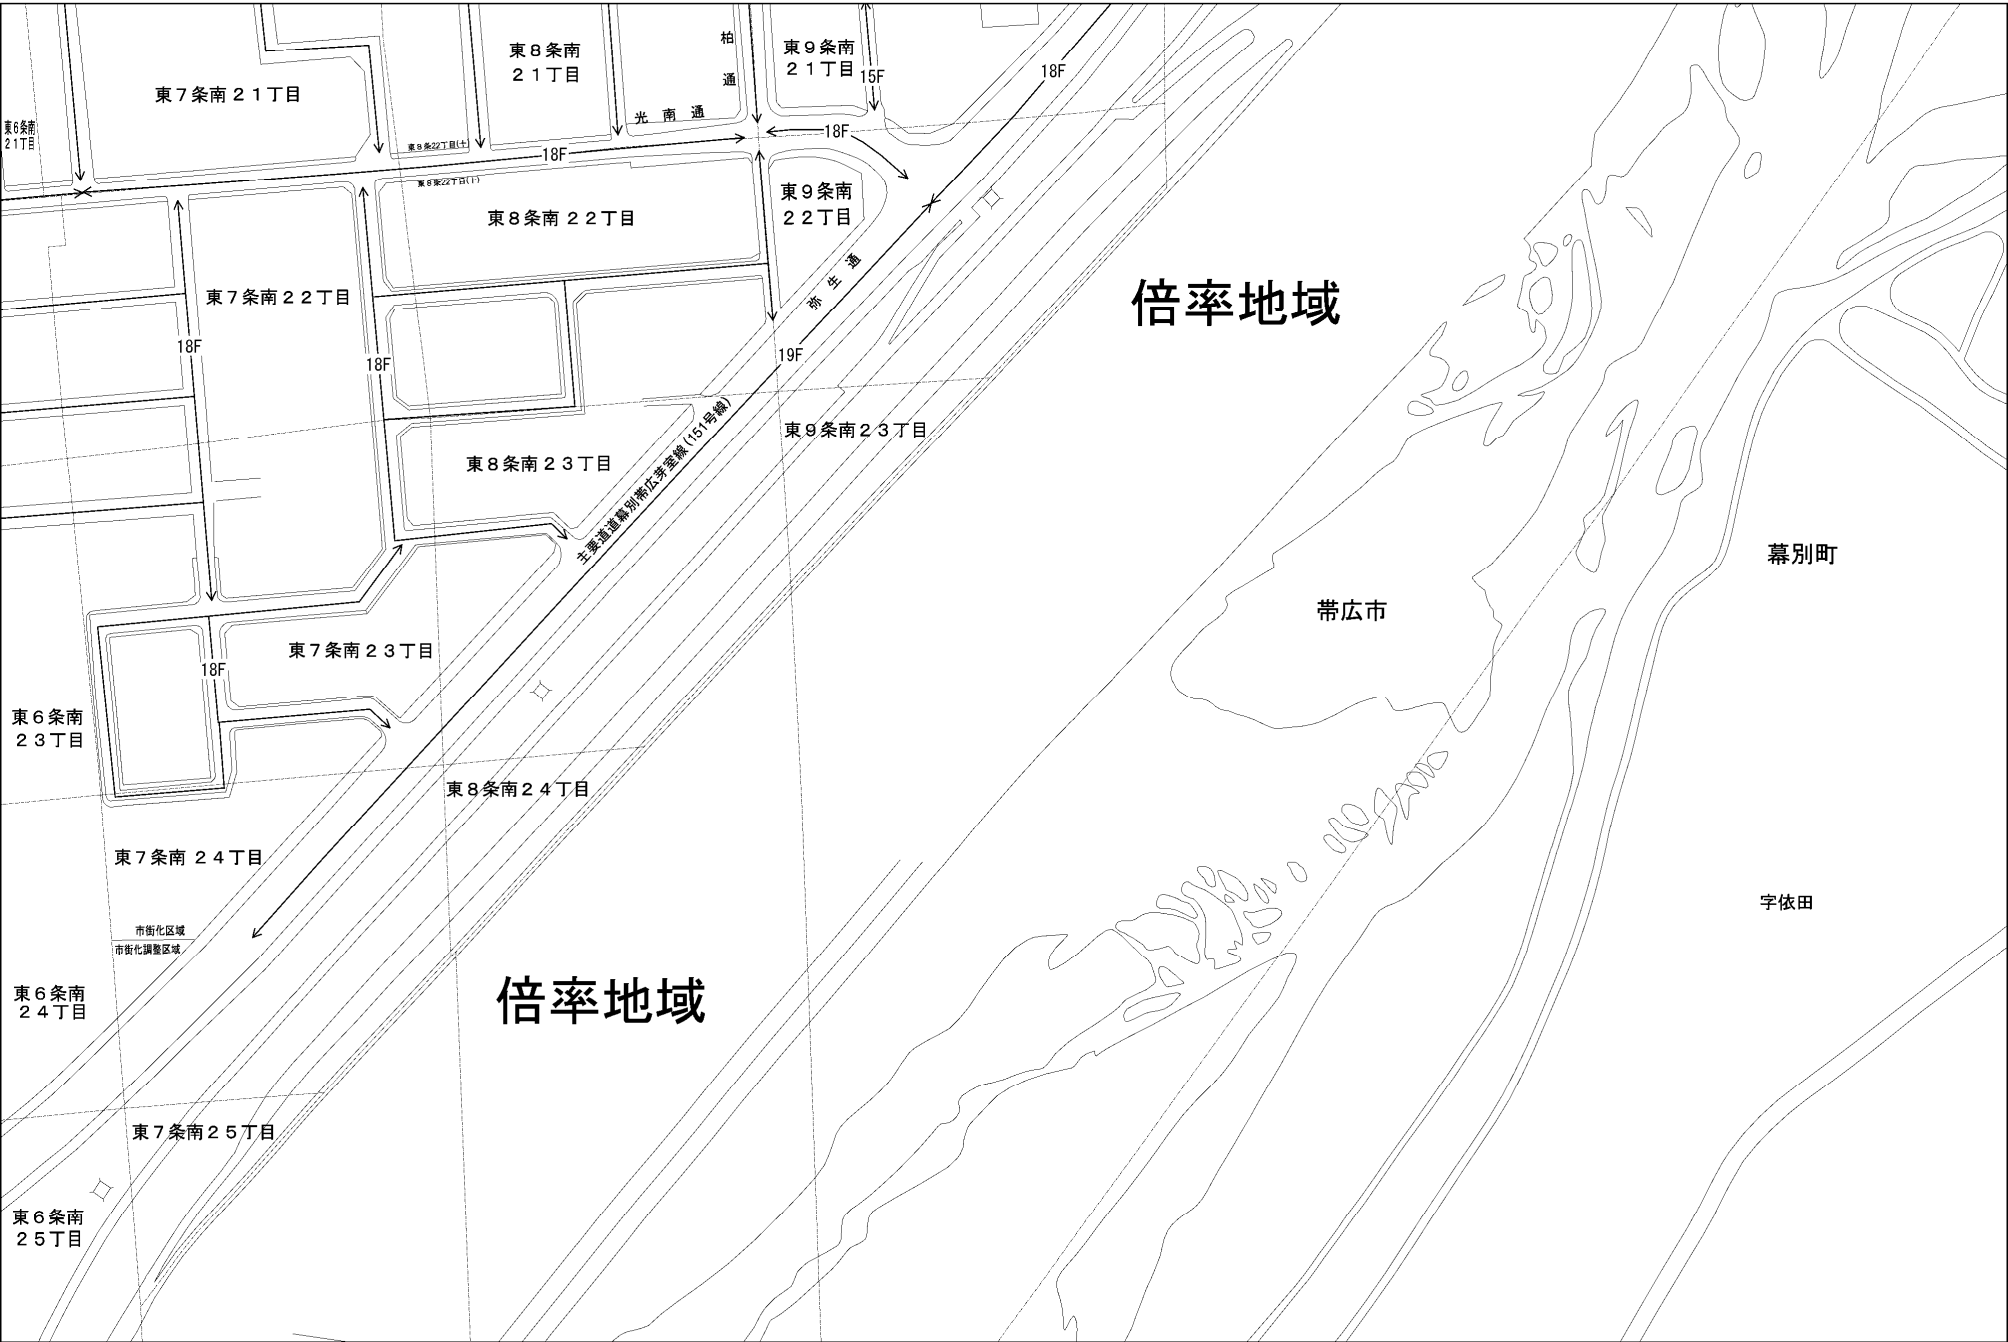 柏通
東８条南
２１丁目
東９条南
２１丁目
15F
18F
東７条南２１丁目
光南通
東６条南
２１丁目
18F
18F
東８条南２２丁目
東９条南
２２丁目
弥生通
倍率地域
東７条南２２丁目
18F
18F
19F
主要道道幕別帯広芽室線(151号線)
東９条南２３丁目
東８条南２３丁目
幕別町
帯広市
東７条南２３丁目
18F
東６条南
２３丁目
東８条南２４丁目
東７条南２４丁目
字依田
市街化区域
市街化調整区域
東６条南
２４丁目
倍率地域
東７条南２５丁目
東６条南
２５丁目